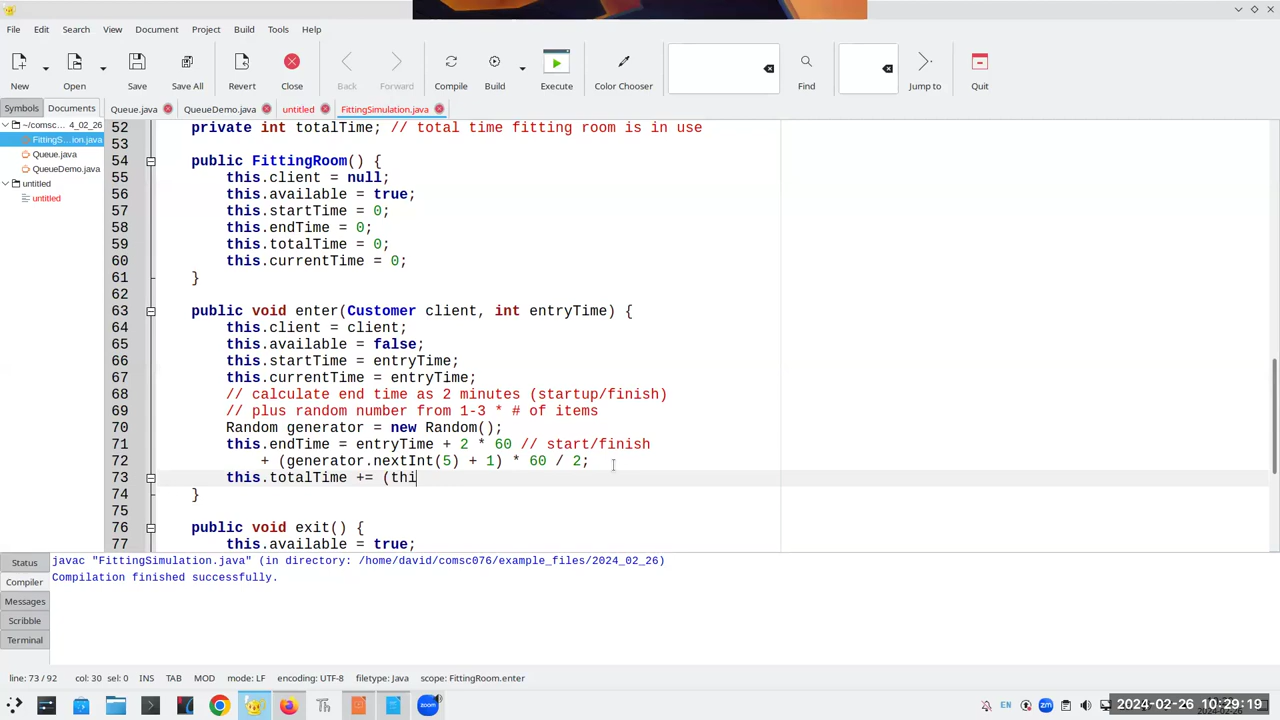 File Edit Search View Document Project Build Tools Help
New Open Save Save All Revert Close Back Forward Compile Build Execute Color Chooser Find Jump to Quit
Symbols Documents Queue.java QueueDemo.java untitled FittingSimulation.java
~/comsc... 4_02_26
FittingS...ion.java
Queue.java
QueueDemo.java
untitled
untitled
52 private int totalTime; // total time fitting room is in use
53
54 public FittingRoom() {
55 this.client = null;
56 this.available = true;
57 this.startTime = 0;
58 this.endTime = 0;
59 this.totalTime = 0;
60 this.currentTime = 0;
61 }
62
63 public void enter(Customer client, int entryTime) {
64 this.client = client;
65 this.available = false;
66 this.startTime = entryTime;
67 this.currentTime = entryTime;
68 // calculate end time as 2 minutes (startup/finish)
69 // plus random number from 1-3 * # of items
70 Random generator = new Random();
71 this.endTime = entryTime + 2 * 60 // start/finish
72 + (generator.nextInt(5) + 1) * 60 / 2;
73 this.totalTime += (thi
74 }
75
76 public void exit() {
77 this.available = true;
Status
Compiler
Messages
Scribble
Terminal
javac "FittingSimulation.java" (in directory: /home/david/comsc076/example_files/2024_02_26)
Compilation finished successfully.
line: 73 / 92 col: 30 sel: 0 INS TAB MOD mode: LF encoding: UTF-8 filetype: Java scope: FittingRoom.enter
Th zoom EN zm 2024-02-26 10:29:19